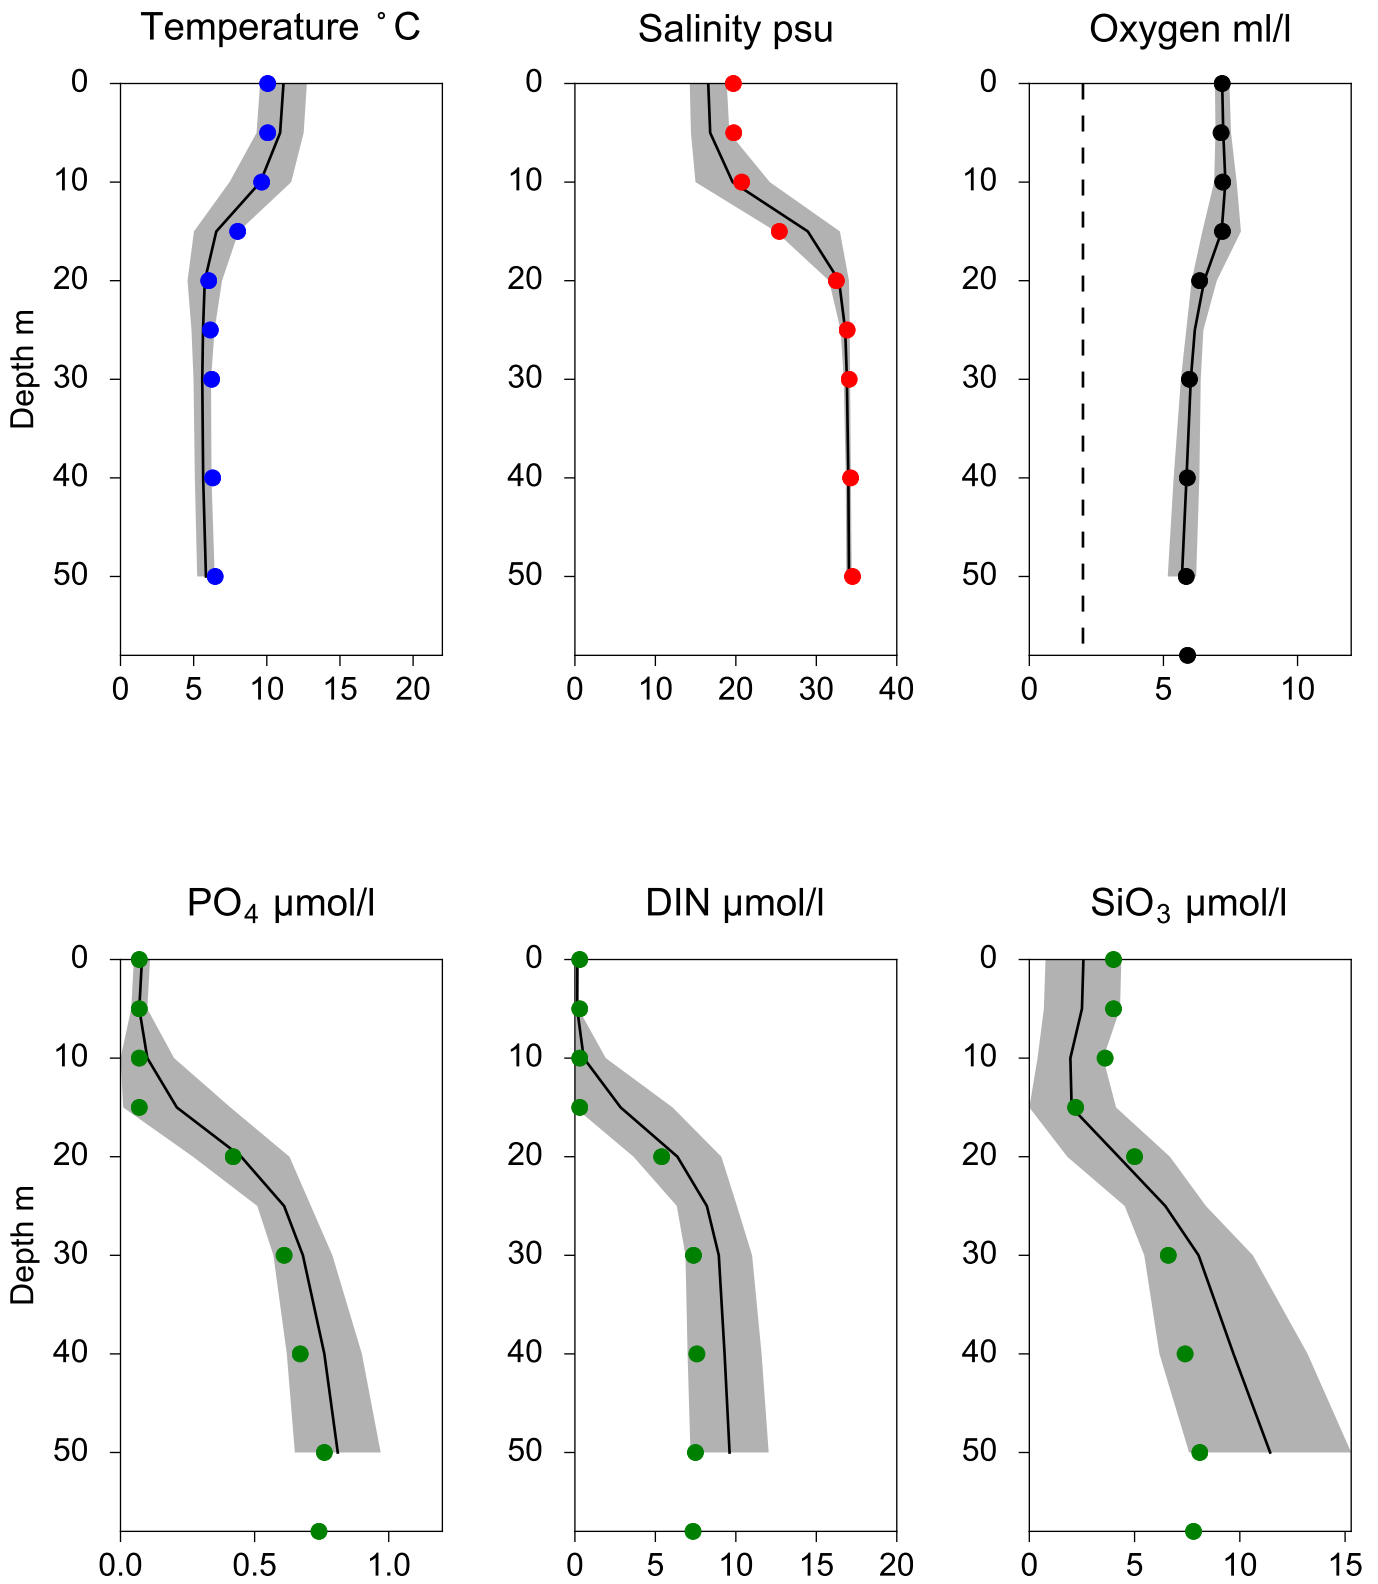 Temperature °C
Salinity psu
Oxygen ml/l
0
10
20
30
40
50
Depth m
0 5 10 15 20
0
10
20
30
40
50
0 10 20 30 40
0
10
20
30
40
50
0 5 10
PO₄ µmol/l
DIN µmol/l
SiO₃ µmol/l
0
10
20
30
40
50
Depth m
0.0 0.5 1.0
0
10
20
30
40
50
0 5 10 15 20
0
10
20
30
40
50
0 5 10 15